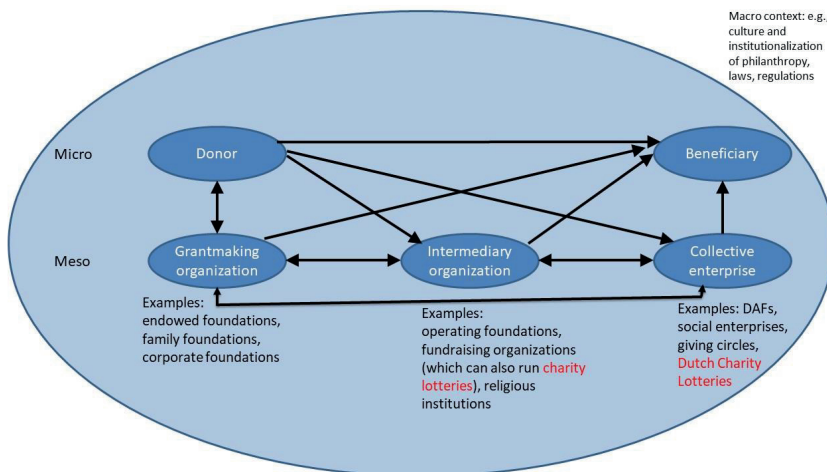 Macro context: e.g.,
culture and
institutionalization
of philanthropy,
laws, regulations
Micro
Donor
Beneficiary
Meso
Grantmaking
organization
Intermediary
organization
Collective
enterprise
Examples:
endowed foundations,
family foundations,
corporate foundations
Examples:
operating foundations,
fundraising organizations
(which can also run charity
lotteries), religious
institutions
Examples: DAFs,
social enterprises,
giving circles,
Dutch Charity
Lotteries